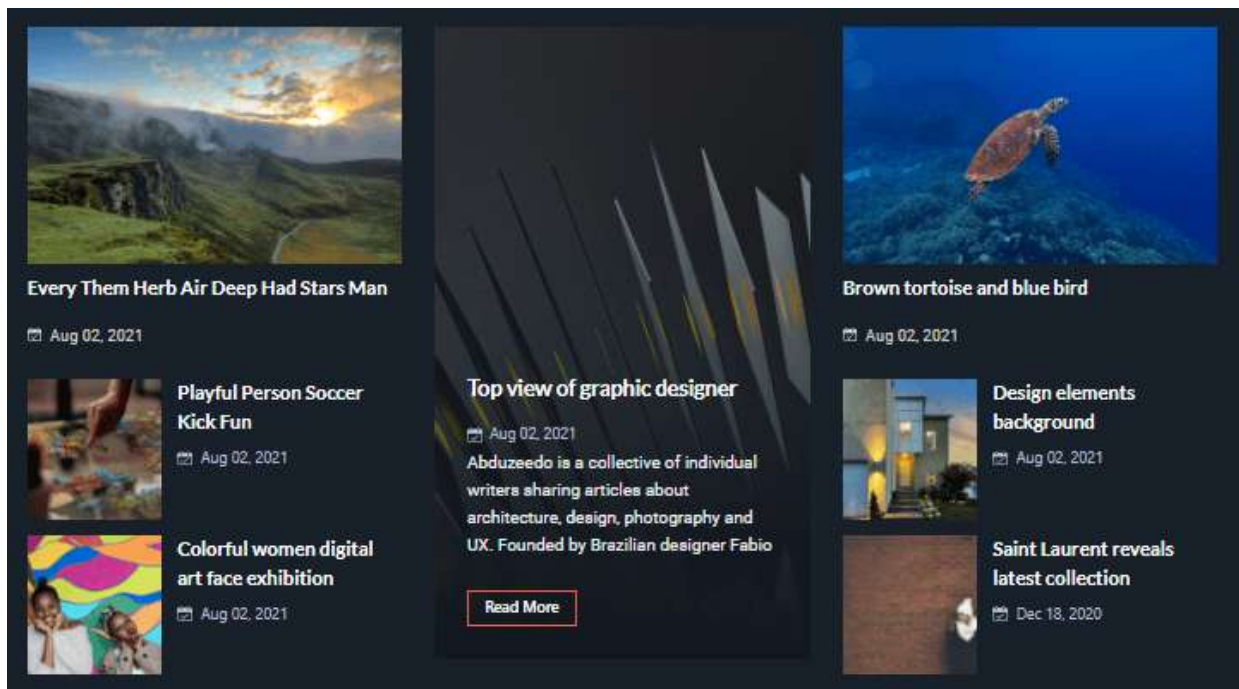 Every Them Herb Air Deep Had Stars Man
Aug 02, 2021
Playful Person Soccer
Kick Fun
Aug 02, 2021
Colorful women digital
art face exhibition
Aug 02, 2021
Top view of graphic designer
Aug 02, 2021
Abduzeedo is a collective of individual
writers sharing articles about
architecture, design, photography and
UX. Founded by Brazilian designer Fabio
Read More
Brown tortoise and blue bird
Aug 02, 2021
Design elements
background
Aug 02, 2021
Saint Laurent reveals
latest collection
Dec 18, 2020